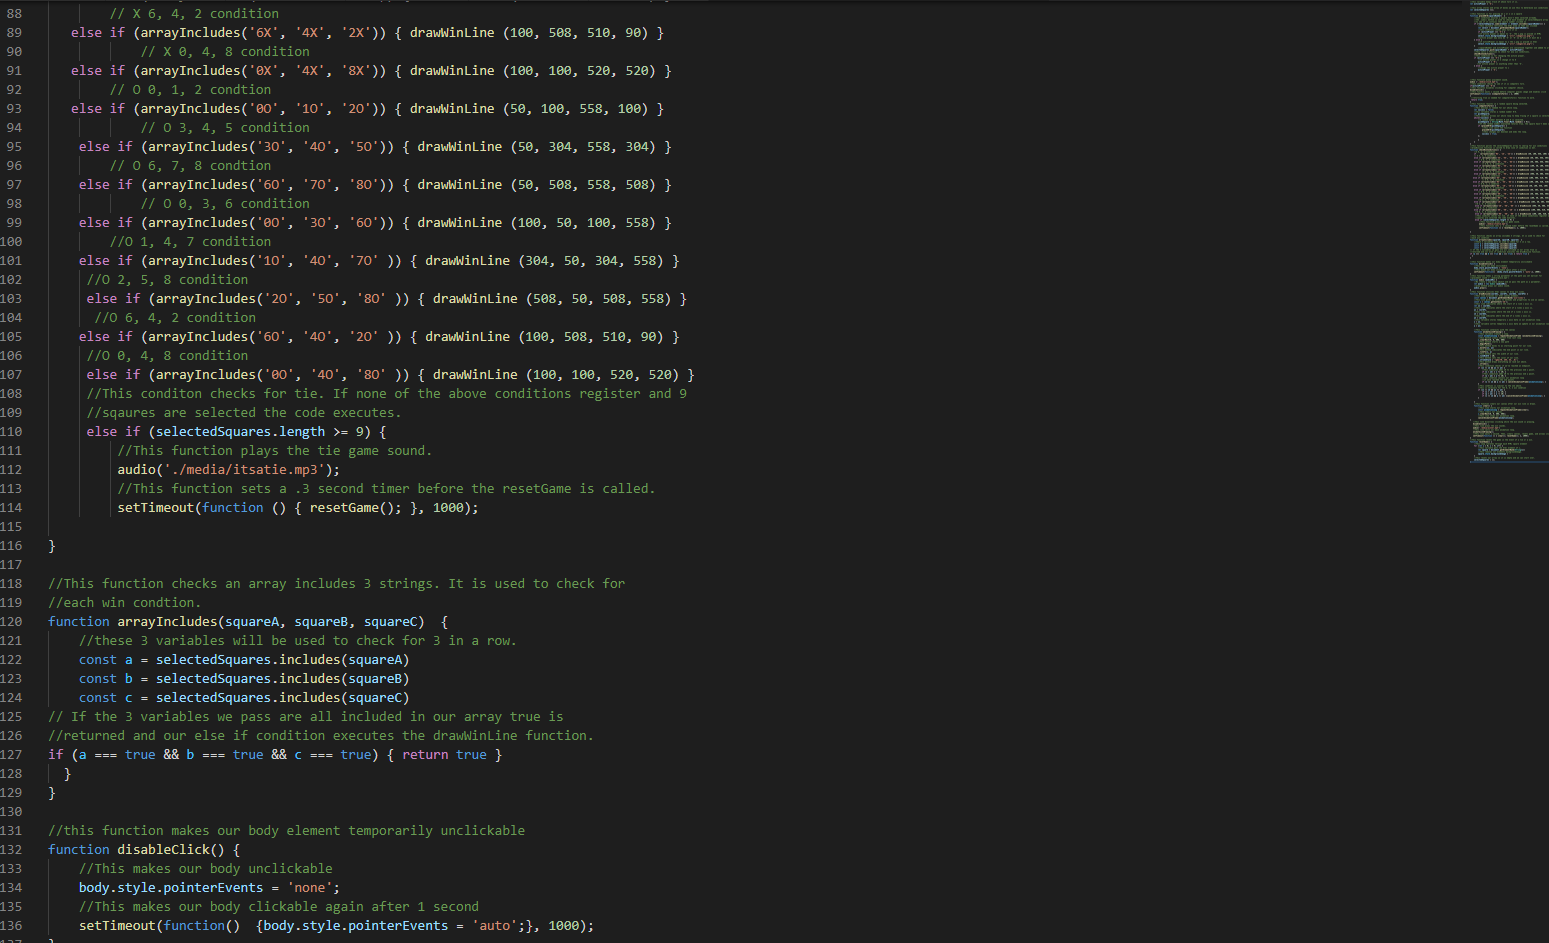 88 // X 6, 4, 2 condition
89 else if (arrayIncludes('6X', '4X', '2X')) { drawWinLine (100, 508, 510, 90) }
90 // X 0, 4, 8 condition
91 else if (arrayIncludes('0X', '4X', '8X')) { drawWinLine (100, 100, 520, 520) }
92 // O 0, 1, 2 condtion
93 else if (arrayIncludes('0O', '1O', '2O')) { drawWinLine (50, 100, 558, 100) }
94 // O 3, 4, 5 condition
95 else if (arrayIncludes('3O', '4O', '5O')) { drawWinLine (50, 304, 558, 304) }
96 // O 6, 7, 8 condtion
97 else if (arrayIncludes('6O', '7O', '8O')) { drawWinLine (50, 508, 558, 508) }
98 // O 0, 3, 6 condition
99 else if (arrayIncludes('0O', '3O', '6O')) { drawWinLine (100, 50, 100, 558) }
100 //O 1, 4, 7 condition
101 else if (arrayIncludes('1O', '4O', '7O' )) { drawWinLine (304, 50, 304, 558) }
102 //O 2, 5, 8 condition
103 else if (arrayIncludes('2O', '5O', '8O' )) { drawWinLine (508, 50, 508, 558) }
104 //O 6, 4, 2 condition
105 else if (arrayIncludes('6O', '4O', '2O' )) { drawWinLine (100, 508, 510, 90) }
106 //O 0, 4, 8 condition
107 else if (arrayIncludes('0O', '4O', '8O' )) { drawWinLine (100, 100, 520, 520) }
108 //This conditon checks for tie. If none of the above conditions register and 9
109 //sqaures are selected the code executes.
110 else if (selectedSquares.length >= 9) {
111 //This function plays the tie game sound.
112 audio('./media/itsatie.mp3');
113 //This function sets a .3 second timer before the resetGame is called.
114 setTimeout(function () { resetGame(); }, 1000);
115
116 }
117
118 //This function checks an array includes 3 strings. It is used to check for
119 //each win condtion.
120 function arrayIncludes(squareA, squareB, squareC) {
121 //these 3 variables will be used to check for 3 in a row.
122 const a = selectedSquares.includes(squareA)
123 const b = selectedSquares.includes(squareB)
124 const c = selectedSquares.includes(squareC)
125 // If the 3 variables we pass are all included in our array true is
126 //returned and our else if condition executes the drawWinLine function.
127 if (a === true && b === true && c === true) { return true }
128 }
129 }
130
131 //this function makes our body element temporarily unclickable
132 function disableClick() {
133 //This makes our body unclickable
134 body.style.pointerEvents = 'none';
135 //This makes our body clickable again after 1 second
136 setTimeout(function() {body.style.pointerEvents = 'auto';}, 1000);